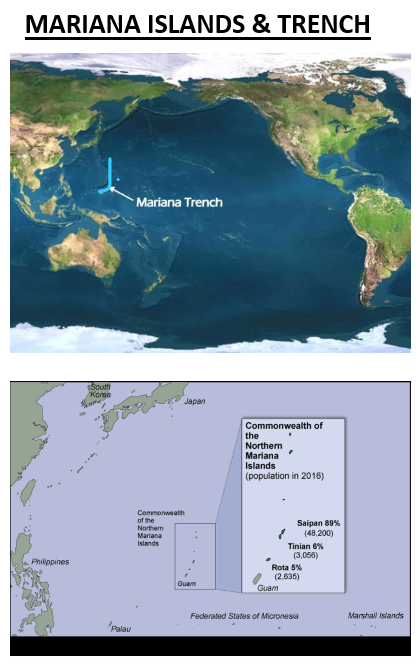 MARIANA ISLANDS & TRENCH
Mariana Trench
South
Korea
Japan
Commonwealth of
the
Northern
Mariana
Islands
(population in 2016)
Commonwealth
of the
Northern
Mariana
Islands
Saipan 89%
(48,200)
Tinian 6%
(3,056)
Rota 5%
(2,635)
Guam
Guam
Philippines
Palau
Federated States of Micronesia
Marshall Islands